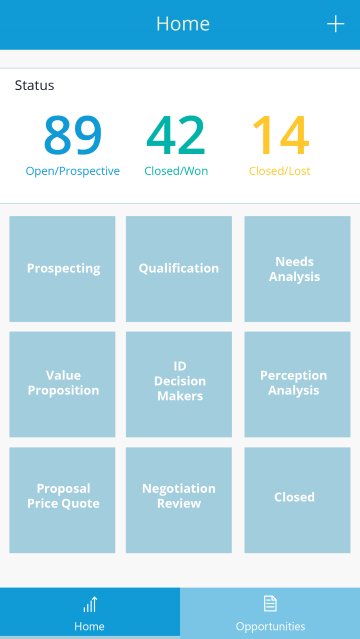 Home
Status
89 42 14
Open/Prospective Closed/Won Closed/Lost
Prospecting
Qualification
Needs
Analysis
Value
Proposition
ID
Decision
Makers
Perception
Analysis
Proposal
Price Quote
Negotiation
Review
Closed
Home
Opportunities